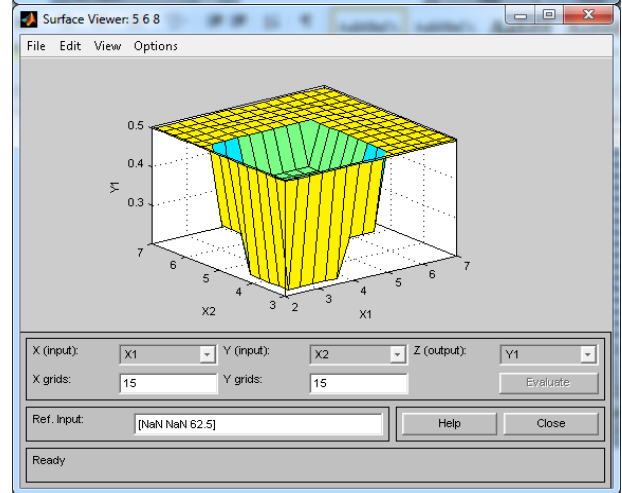 Surface Viewer: 5 6 8
File Edit View Options
0.5
0.4
0.3
Y1
7
6
5
4
3
X2
2
3
4
5
6
7
X1
X (input): X1 Y (input): X2 Z (output): Y1
X grids: 15 Y grids: 15 Evaluate
Ref. Input: [NaN NaN 62.5] Help Close
Ready